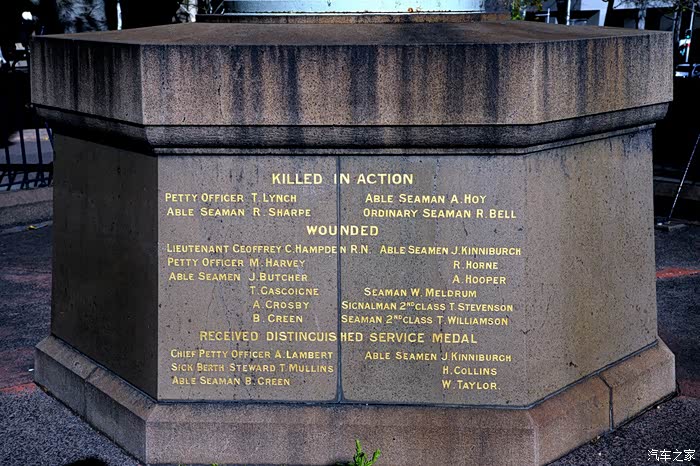 KILLED IN ACTION
PETTY OFFICER T. LYNCH ABLE SEAMAN A. HOY
ABLE SEAMAN R. SHARPE ORDINARY SEAMAN R. BELL
WOUNDED
LIEUTENANT GEOFFREY C. HAMPDEN R.N. ABLE SEAMEN J. KINNIBURCH
PETTY OFFICER M. HARVEY R. HORNE
ABLE SEAMEN J. BUTCHER A. HOOPER
T. GASCOIGNE SEAMAN W. MELDRUM
A. CROSBY SIGNALMAN 2ND CLASS T. STEVENSON
B. GREEN SEAMAN 2ND CLASS T. WILLIAMSON
RECEIVED DISTINGUISHED SERVICE MEDAL
CHIEF PETTY OFFICER A. LAMBERT ABLE SEAMEN J. KINNIBURCH
SICK BERTH STEWARD T. MULLINS H. COLLINS
ABLE SEAMAN B. GREEN W. TAYLOR.
汽车之家